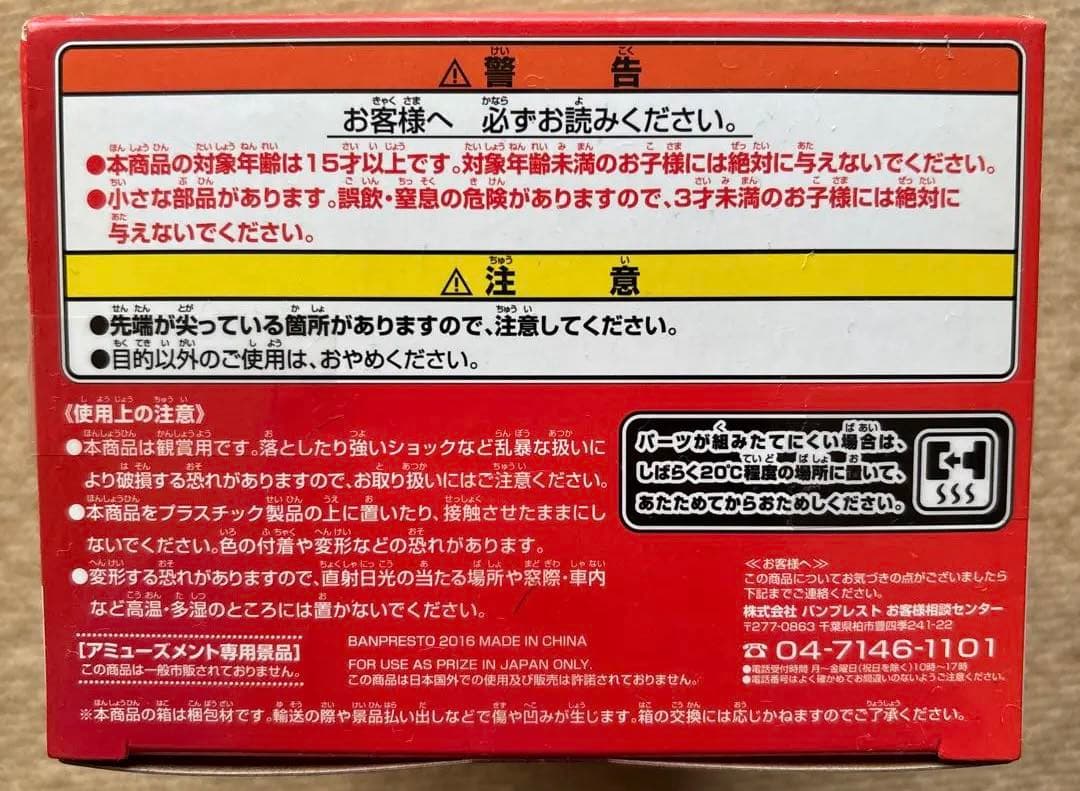 ⚠警告
お客様へ 必ずお読みください。
●本商品の対象年齢は15才以上です。対象年齢未満のお子様には絶対に与えないでください。
●小さな部品があります。誤飲・窒息の危険がありますので、3才未満のお子様には絶対に
与えないでください。
⚠注意
●先端が尖っている箇所がありますので、注意してください。
●目的以外のご使用は、おやめください。
《使用上の注意》
●本商品は観賞用です。落としたり強いショックなど乱暴な扱いに
より破損する恐れがありますので、お取り扱いにはご注意ください。
●本商品をプラスチック製品の上に置いたり、接触させたままにし
ないでください。色の付着や変形などの恐れがあります。
●変形する恐れがありますので、直射日光の当たる場所や窓際・車内
など高温・多湿のところには置かないでください。
パーツが組みたてにくい場合は、
しばらく20℃程度の場所に置いて、
あたためてからおためしください。
≪お客様へ≫
この商品についてお気づきの点がございましたら
下記までご連絡ください。
株式会社 バンプレスト お客様相談センター
〒277-0863 千葉県柏市豊四季241-22
☎04-7146-1101
●電話受付時間 月〜金曜日(祝日を除く)10時〜17時
●電話番号はよく確かめてお間違いのないようご注意ください。
[アミューズメント専用景品]
この商品は一般市販されておりません。
BANPRESTO 2016 MADE IN CHINA
FOR USE AS PRIZE IN JAPAN ONLY.
この商品は日本国外での使用及び販売は許諾されておりません。
※本商品の箱は梱包材です。輸送の際や景品払い出しなどで傷や凹みが生じます。箱の交換には応じかねますのでご了承ください。